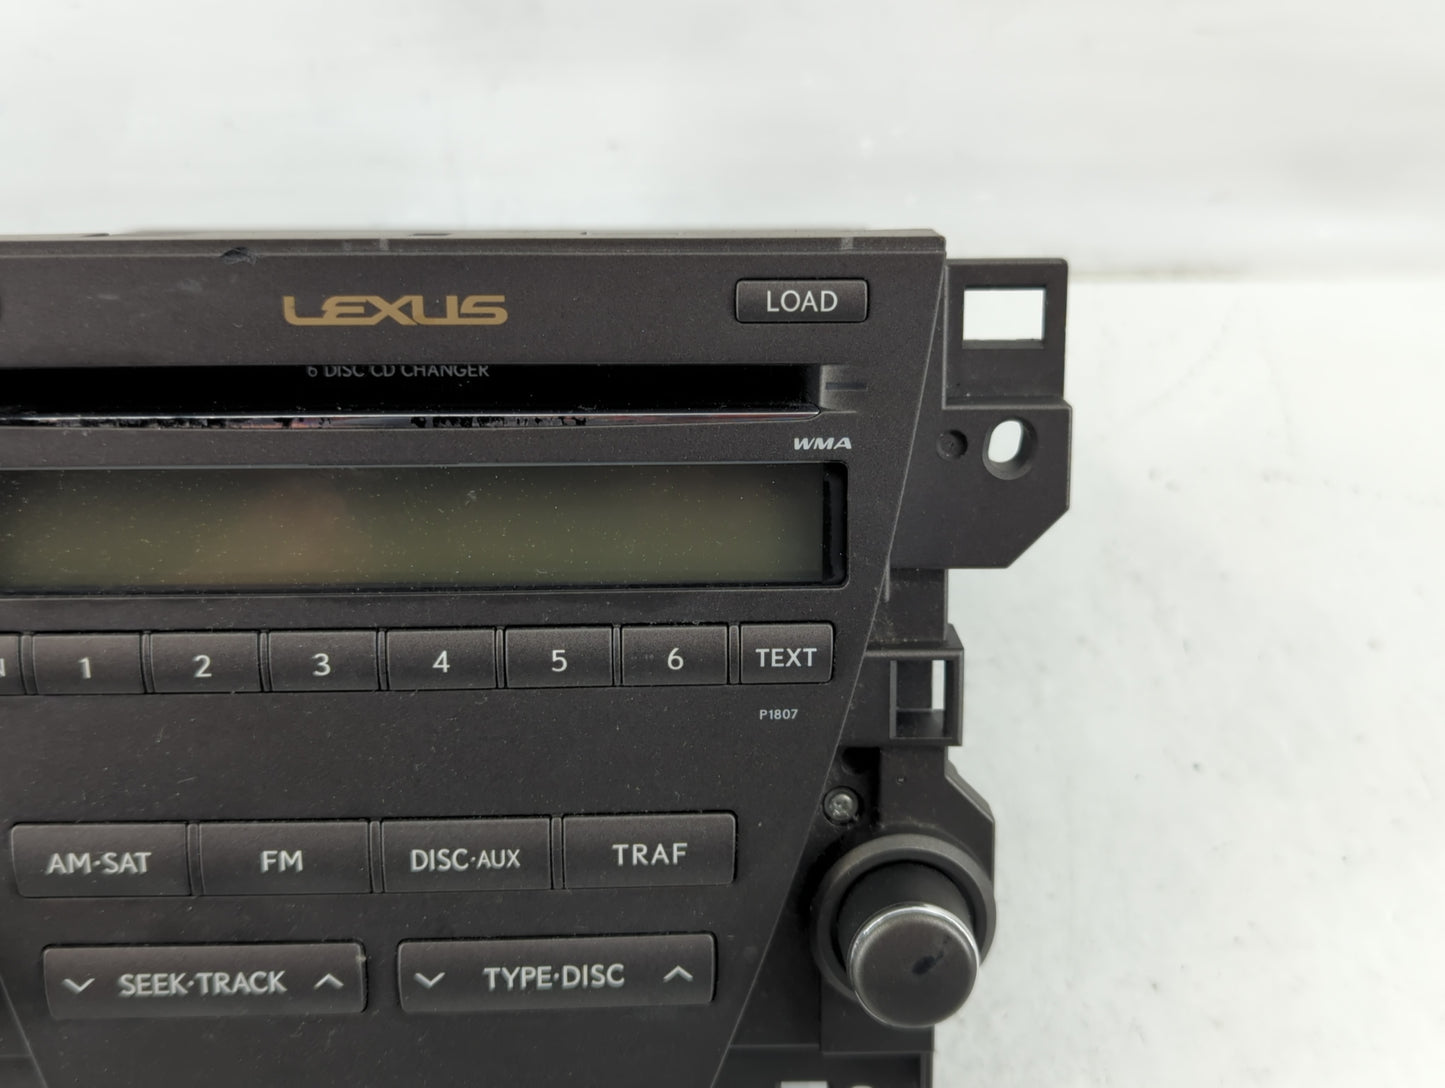 LEXUS
LOAD
6 DISC CD CHANGER
WMA
1 2 3 4 5 6 TEXT
P1807
AM·SAT FM DISC·AUX TRAF
SEEK·TRACK TYPE·DISC